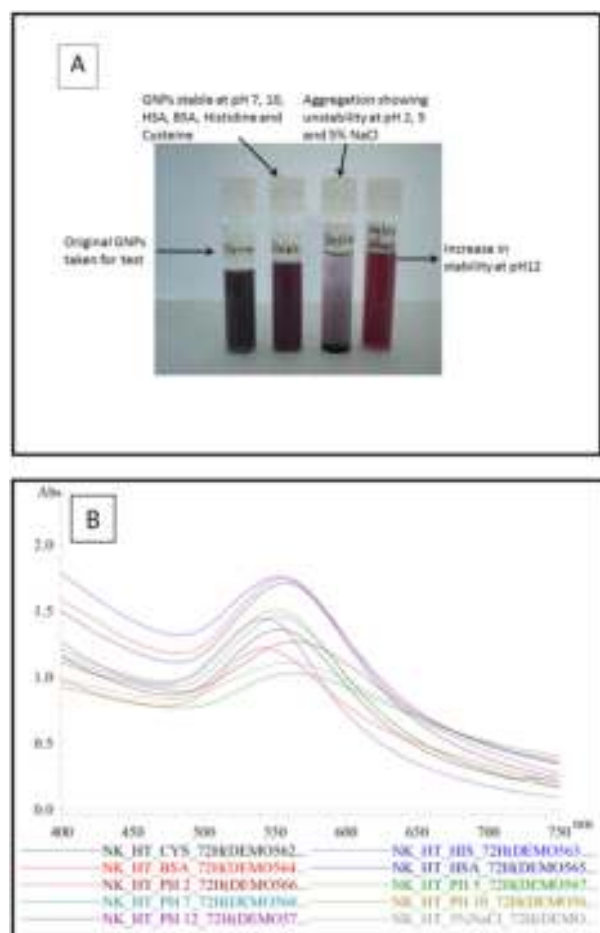 A
GNPs stable at pH 7, 10,
HSA, BSA, Histidine and
Custeine
Aggregation showing
unstability at pH 2, 5
and 5% NaCl
Original GNPs
taken for test
Increase in
stability at pH12
B
Abs
2.0
1.5
1.0
0.5
0.0
400 450 500 550 600 650 700 750
nm
NK_HT_CYS_72H(DEMO562...
NK_HT_HIS_72H(DEMO563...
NK_HT_BSA_72H(DEMO564...
NK_HT_HSA_72H(DEMO565...
NK_HT_PH 2_72H(DEMO566...
NK_HT_PH 5_72H(DEMO567...
NK_HT_PH 7_72H(DEMO568...
NK_HT_PH 10_72H(DEMO56...
NK_HT_PH 12_72H(DEMO57...
NK_HT_5%NaCl_72H(DEMO...